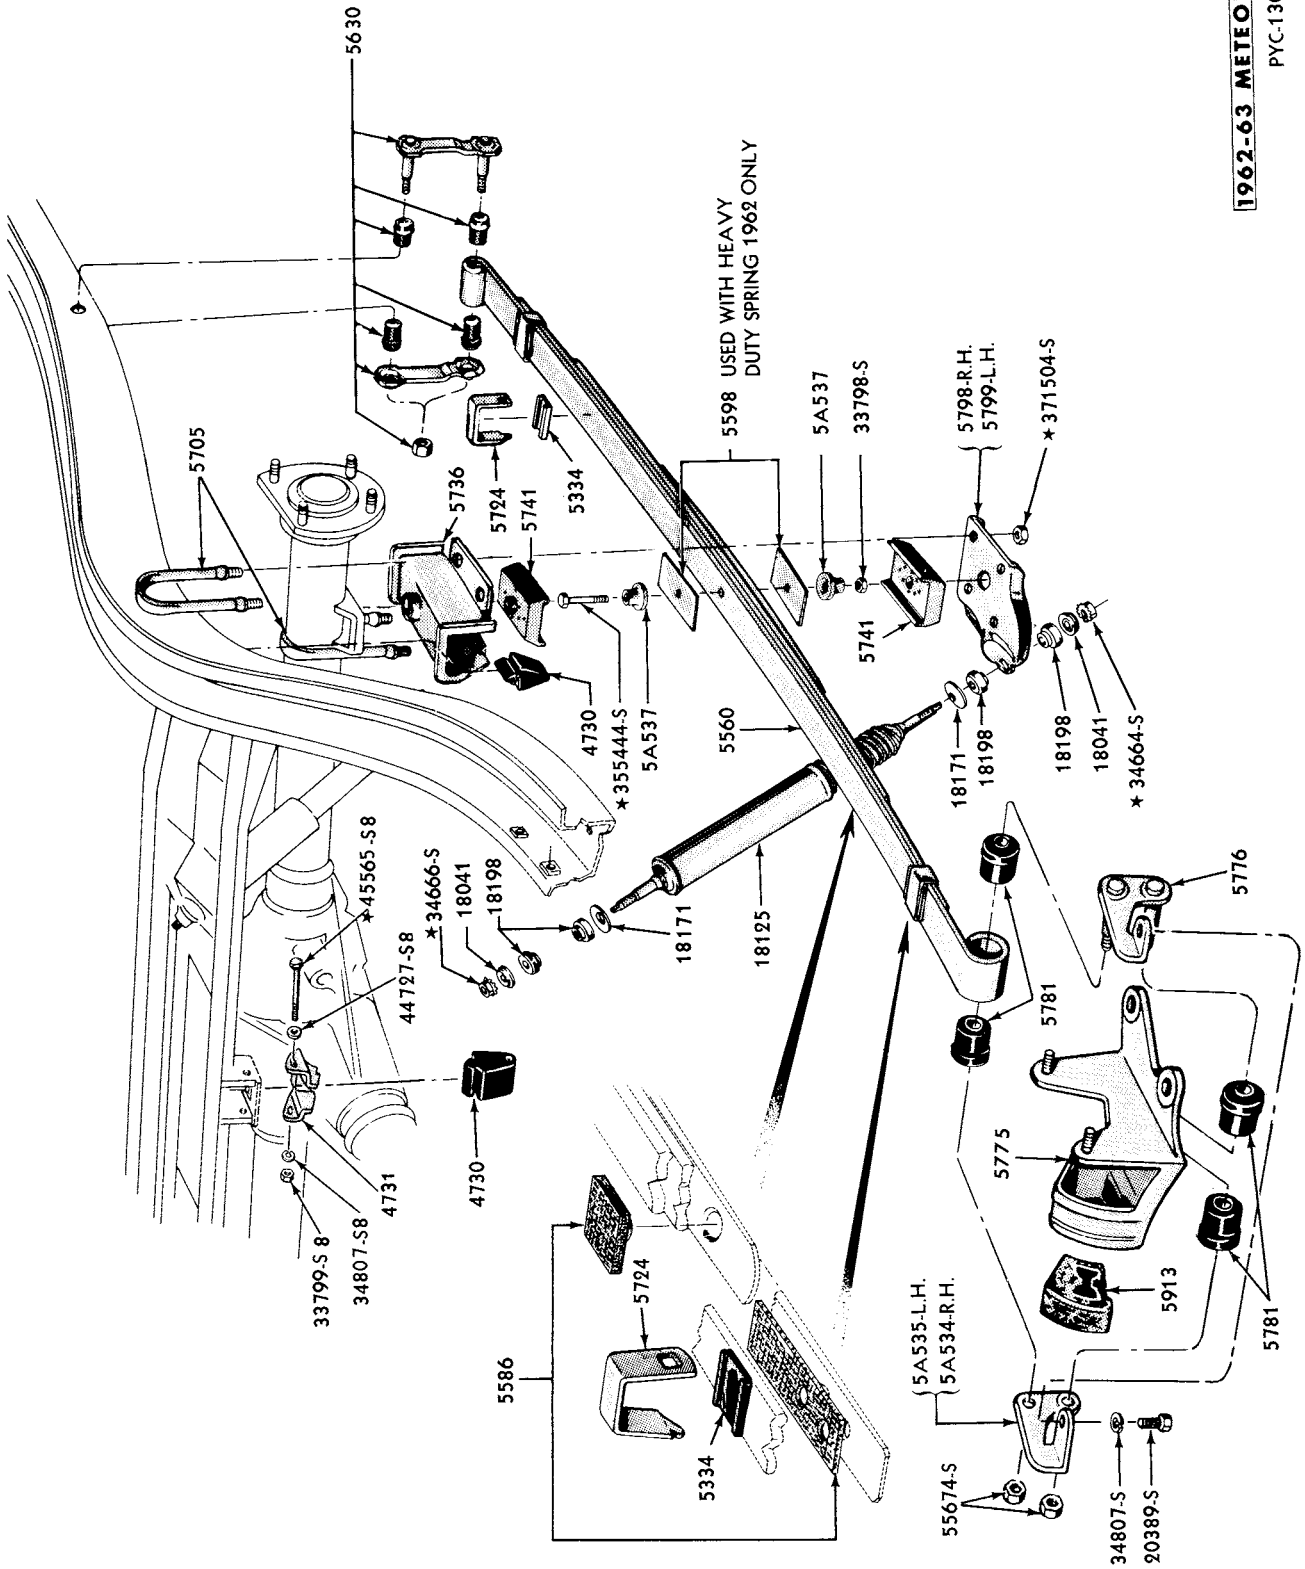 5630
5705
5736
5724
5741
5334
5598 USED WITH HEAVY
DUTY SPRING 1962 ONLY
5A537
33798-S
5798-R.H.
5799-L.H.
★371504-S
5741
4730
★355444-S
5A537
5560
18171
18198
18198
18041
★34664-S
★45565-S8
44727-S8
★34666-S
18041
18198
18171
18125
5776
5781
4730
4731
34807-S8
33799-S8
5775
5724
5586
5334
5913
5781
5A535-L.H.
5A534-R.H.
55674-S
34807-S
20389-S
1962-63 METEO
PYC-130